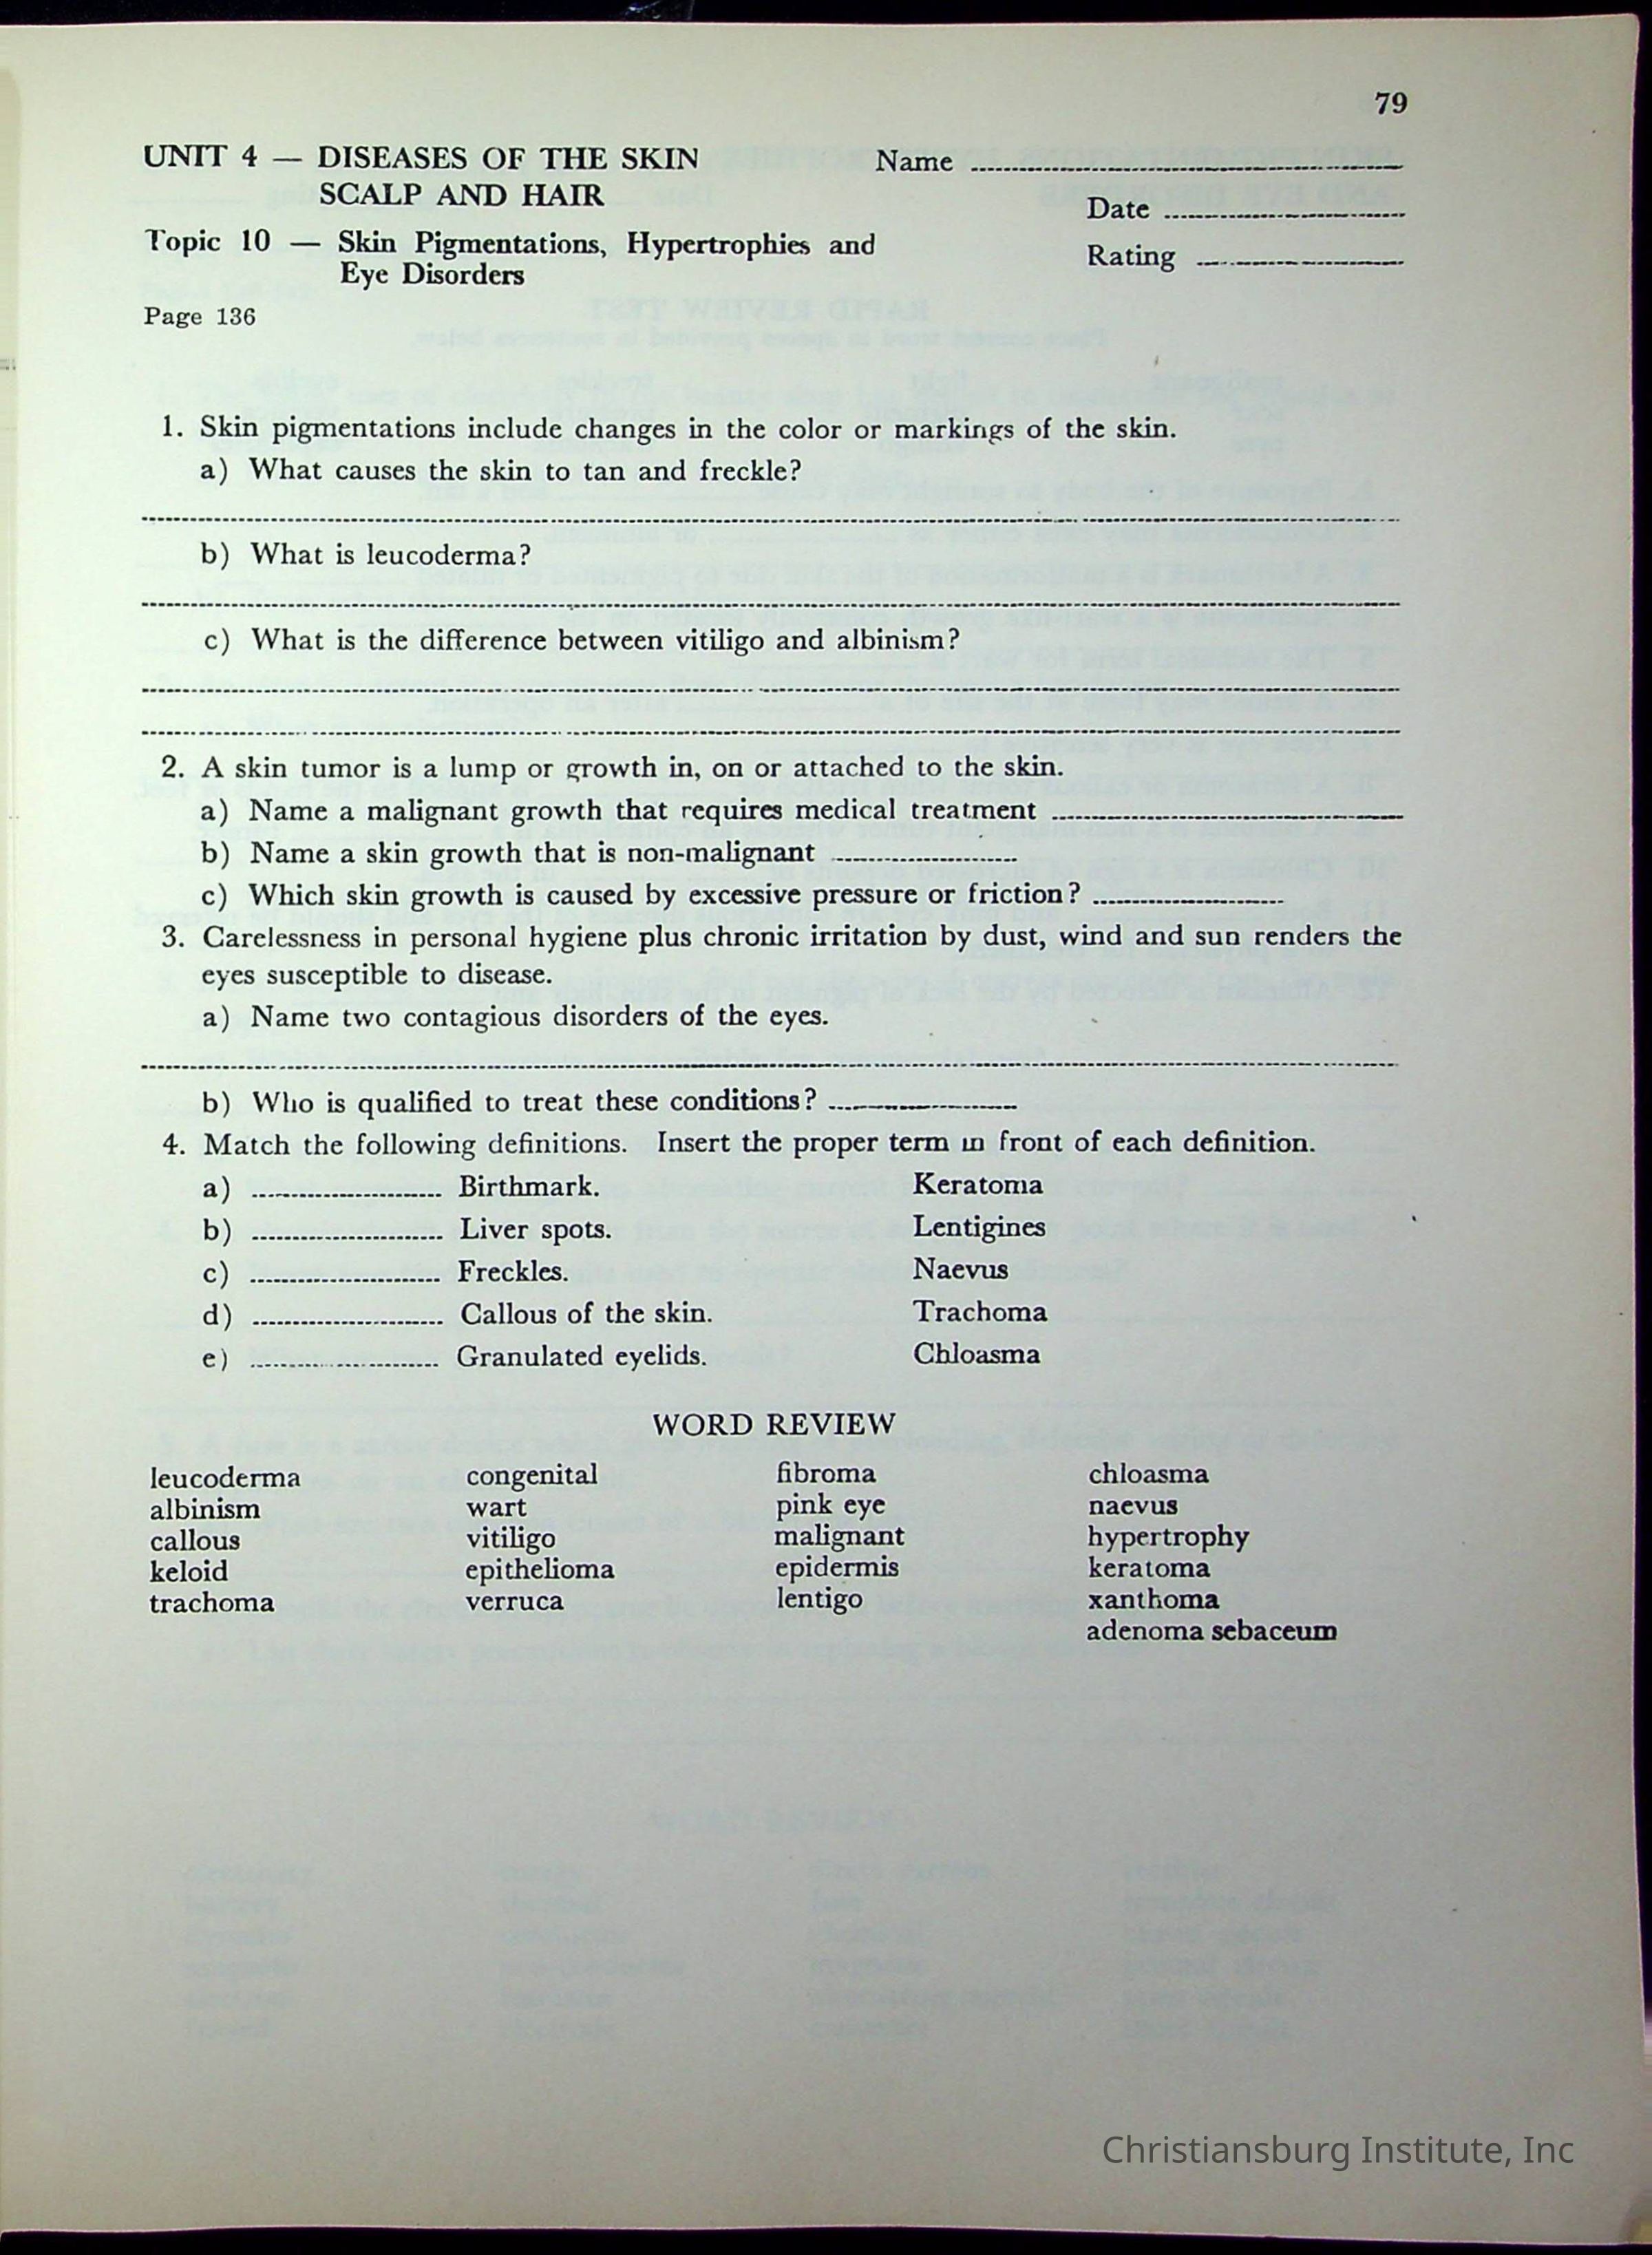 79
UNIT 4 — DISEASES OF THE SKIN
SCALP AND HAIR
Name
Date
Topic 10 — Skin Pigmentations, Hypertrophies and
Eye Disorders
Rating
Page 136
1. Skin pigmentations include changes in the color or markings of the skin.
a) What causes the skin to tan and freckle?
b) What is leucoderma?
c) What is the difference between vitiligo and albinism?
2. A skin tumor is a lump or growth in, on or attached to the skin.
a) Name a malignant growth that requires medical treatment
b) Name a skin growth that is non-malignant
c) Which skin growth is caused by excessive pressure or friction?
3. Carelessness in personal hygiene plus chronic irritation by dust, wind and sun renders the
eyes susceptible to disease.
a) Name two contagious disorders of the eyes.
b) Who is qualified to treat these conditions?
4. Match the following definitions. Insert the proper term in front of each definition.
a) Birthmark. Keratoma
b) Liver spots. Lentigines
c) Freckles. Naevus
d) Callous of the skin. Trachoma
e) Granulated eyelids. Chloasma
WORD REVIEW
leucoderma congenital fibroma chloasma
albinism wart pink eye naevus
callous vitiligo malignant hypertrophy
keloid epithelioma epidermis keratoma
trachoma verruca lentigo xanthoma
adenoma sebaceum
Christiansburg Institute, Inc